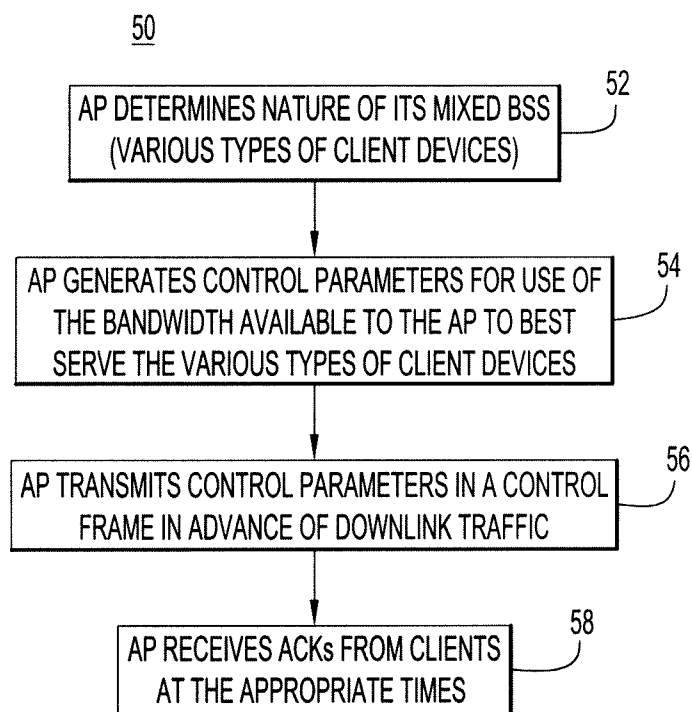 50
AP DETERMINES NATURE OF ITS MIXED BSS
(VARIOUS TYPES OF CLIENT DEVICES)
52
AP GENERATES CONTROL PARAMETERS FOR USE OF
THE BANDWIDTH AVAILABLE TO THE AP TO BEST
SERVE THE VARIOUS TYPES OF CLIENT DEVICES
54
AP TRANSMITS CONTROL PARAMETERS IN A CONTROL
FRAME IN ADVANCE OF DOWNLINK TRAFFIC
56
AP RECEIVES ACKs FROM CLIENTS
AT THE APPROPRIATE TIMES
58